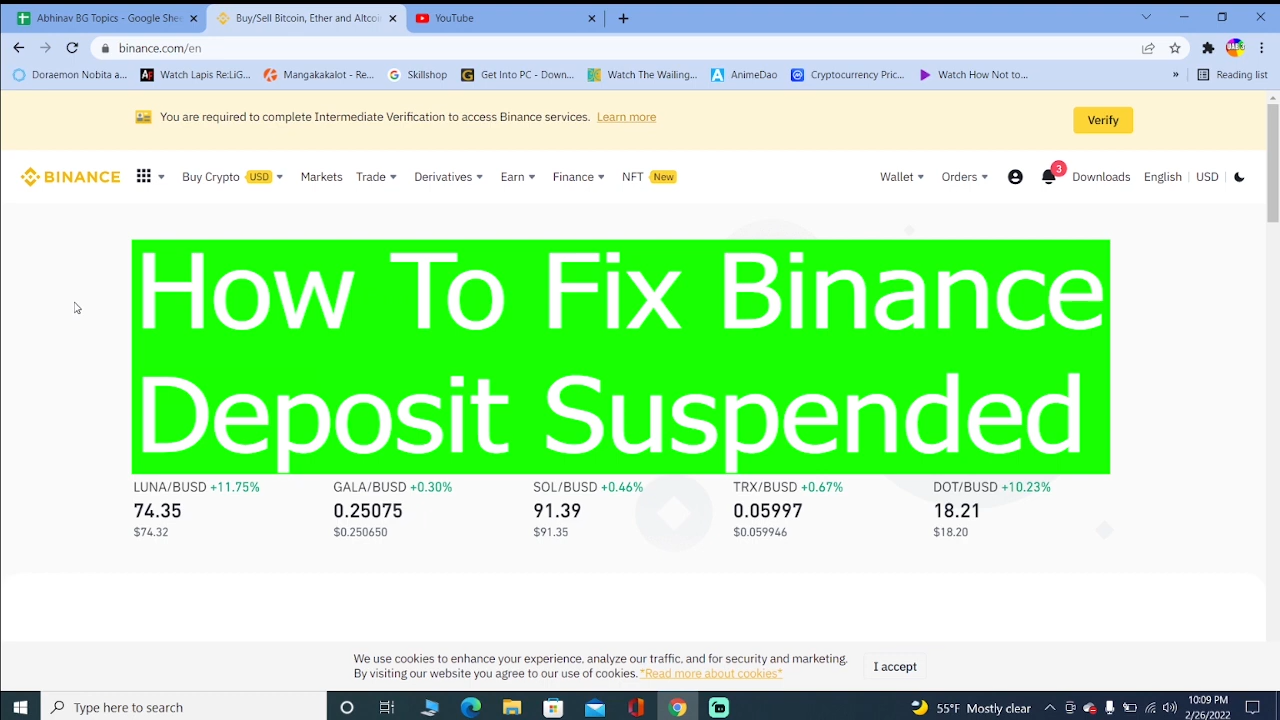 Abhinav BG Topics - Google She
Buy/Sell Bitcoin, Ether and Altcoi
YouTube
binance.com/en
Doraemon Nobita a...
Watch Lapis Re:LiG...
Mangakakalot - Re...
Skillshop
Get Into PC - Down...
Watch The Wailing...
AnimeDao
Cryptocurrency Pric...
Watch How Not to...
»
Reading list
You are required to complete Intermediate Verification to access Binance services. Learn more
Verify
BINANCE
Buy Crypto USD
Markets
Trade
Derivatives
Earn
Finance
NFT New
Wallet
Orders
3
Downloads
English
USD
How To Fix Binance
Deposit Suspended
LUNA/BUSD +11.75%
74.35
$74.32
GALA/BUSD +0.30%
0.25075
$0.250650
SOL/BUSD +0.46%
91.39
$91.35
TRX/BUSD +0.67%
0.05997
$0.059946
DOT/BUSD +10.23%
18.21
$18.20
We use cookies to enhance your experience, analyze our traffic, and for security and marketing.
By visiting our website you agree to our use of cookies. *Read more about cookies*
I accept
Type here to search
55°F Mostly clear
10:09 PM
2/26/2022